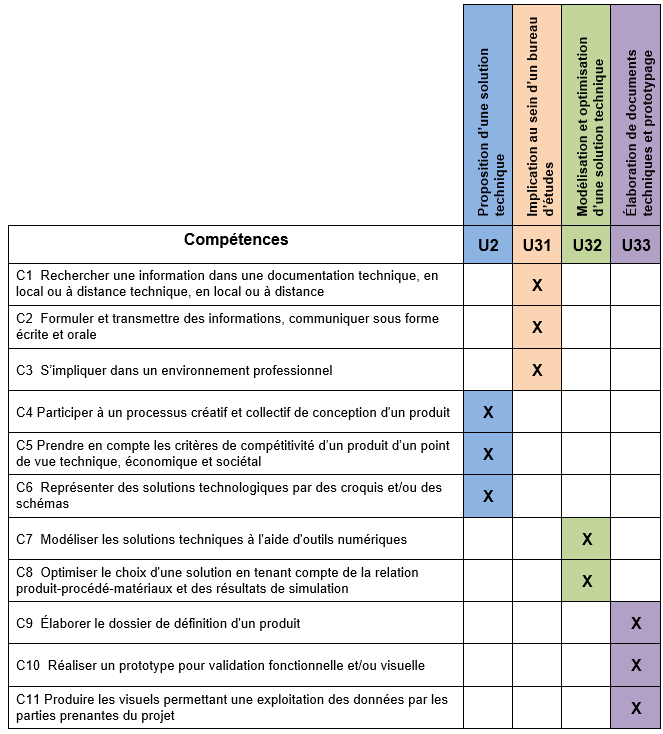 Proposition d'une solution
technique
Implication au sein d'un bureau
d'études
Modélisation et optimisation
d'une solution technique
Élaboration de documents
techniques et prototypage
Compétences U2 U31 U32 U33
C1 Rechercher une information dans une documentation technique, en
local ou à distance technique, en local ou à distance X
C2 Formuler et transmettre des informations, communiquer sous forme
écrite et orale X
C3 S'impliquer dans un environnement professionnel X
C4 Participer à un processus créatif et collectif de conception d'un produit X
C5 Prendre en compte les critères de compétitivité d'un produit d'un point
de vue technique, économique et sociétal X
C6 Représenter des solutions technologiques par des croquis et/ou des
schémas X
C7 Modéliser les solutions techniques à l'aide d'outils numériques X
C8 Optimiser le choix d'une solution en tenant compte de la relation
produit-procédé-matériaux et des résultats de simulation X
C9 Élaborer le dossier de définition d'un produit X
C10 Réaliser un prototype pour validation fonctionnelle et/ou visuelle X
C11 Produire les visuels permettant une exploitation des données par les
parties prenantes du projet X